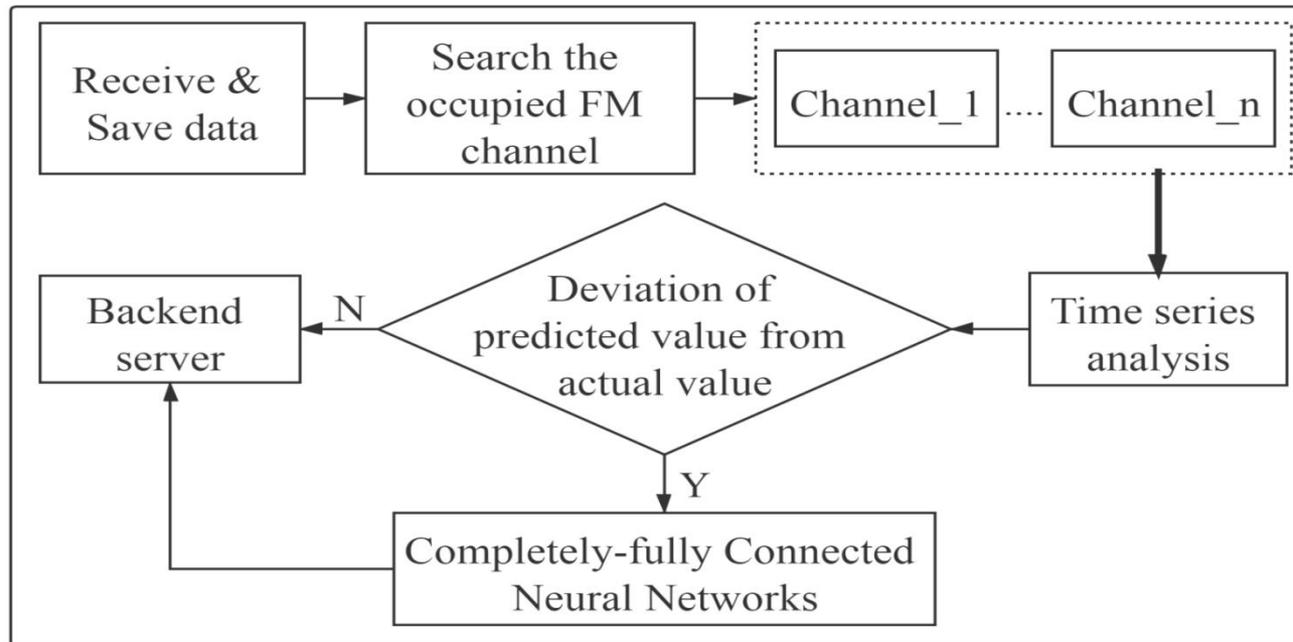 Receive &
Save data
Search the
occupied FM
channel
Channel_1
....
Channel_n
Time series
analysis
Deviation of
predicted value from
actual value
N
Backend
server
Y
Completely-fully Connected
Neural Networks